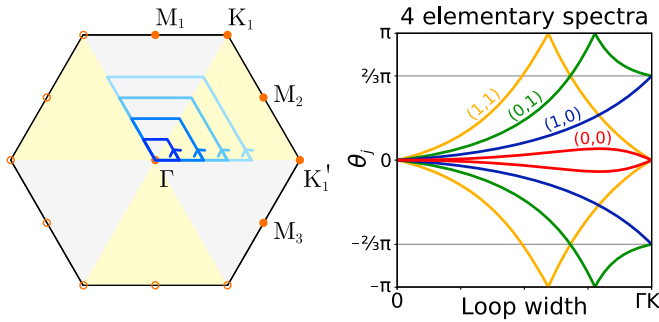 M₁
K₁
M₂
Γ
K₁'
M₃
4 elementary spectra
π
⅔π
0
−⅔π
−π
θⱼ
(1,1)
(0,1)
(1,0)
(0,0)
0
Loop width
ΓK